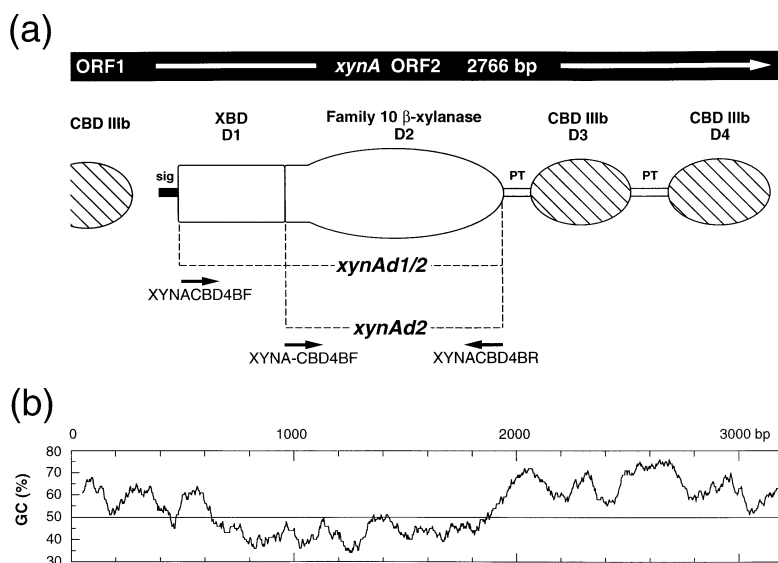 (a)
ORF1 xynA ORF2 2766 bp
CBD IIIb XBD D1 Family 10 β-xylanase D2 CBD IIIb D3 CBD IIIb D4
sig PT PT
xynAd1/2
XYNACBD4BF
xynAd2
XYNA-CBD4BF XYNACBD4BR
(b)
0 1000 2000 3000 bp
80
70
60
50
40
30
GC (%)